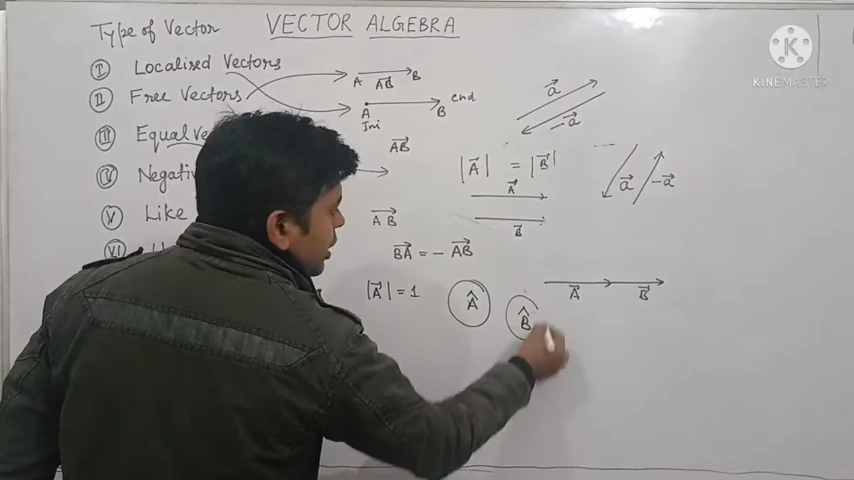 VECTOR ALGEBRA
Type of Vector
I Localised Vectors
II Free Vectors
III Equal
IV Negati
V Like
VI
A B
AB⃗
A B end
Ini
AB⃗
AB⃗
BA⃗ = - AB⃗
|A⃗| = 1
Â
B̂
a⃗
-a⃗
|A⃗| = |B⃗|
A⃗
B⃗
a⃗ -a⃗
A⃗ B⃗
K
KINEMASTER